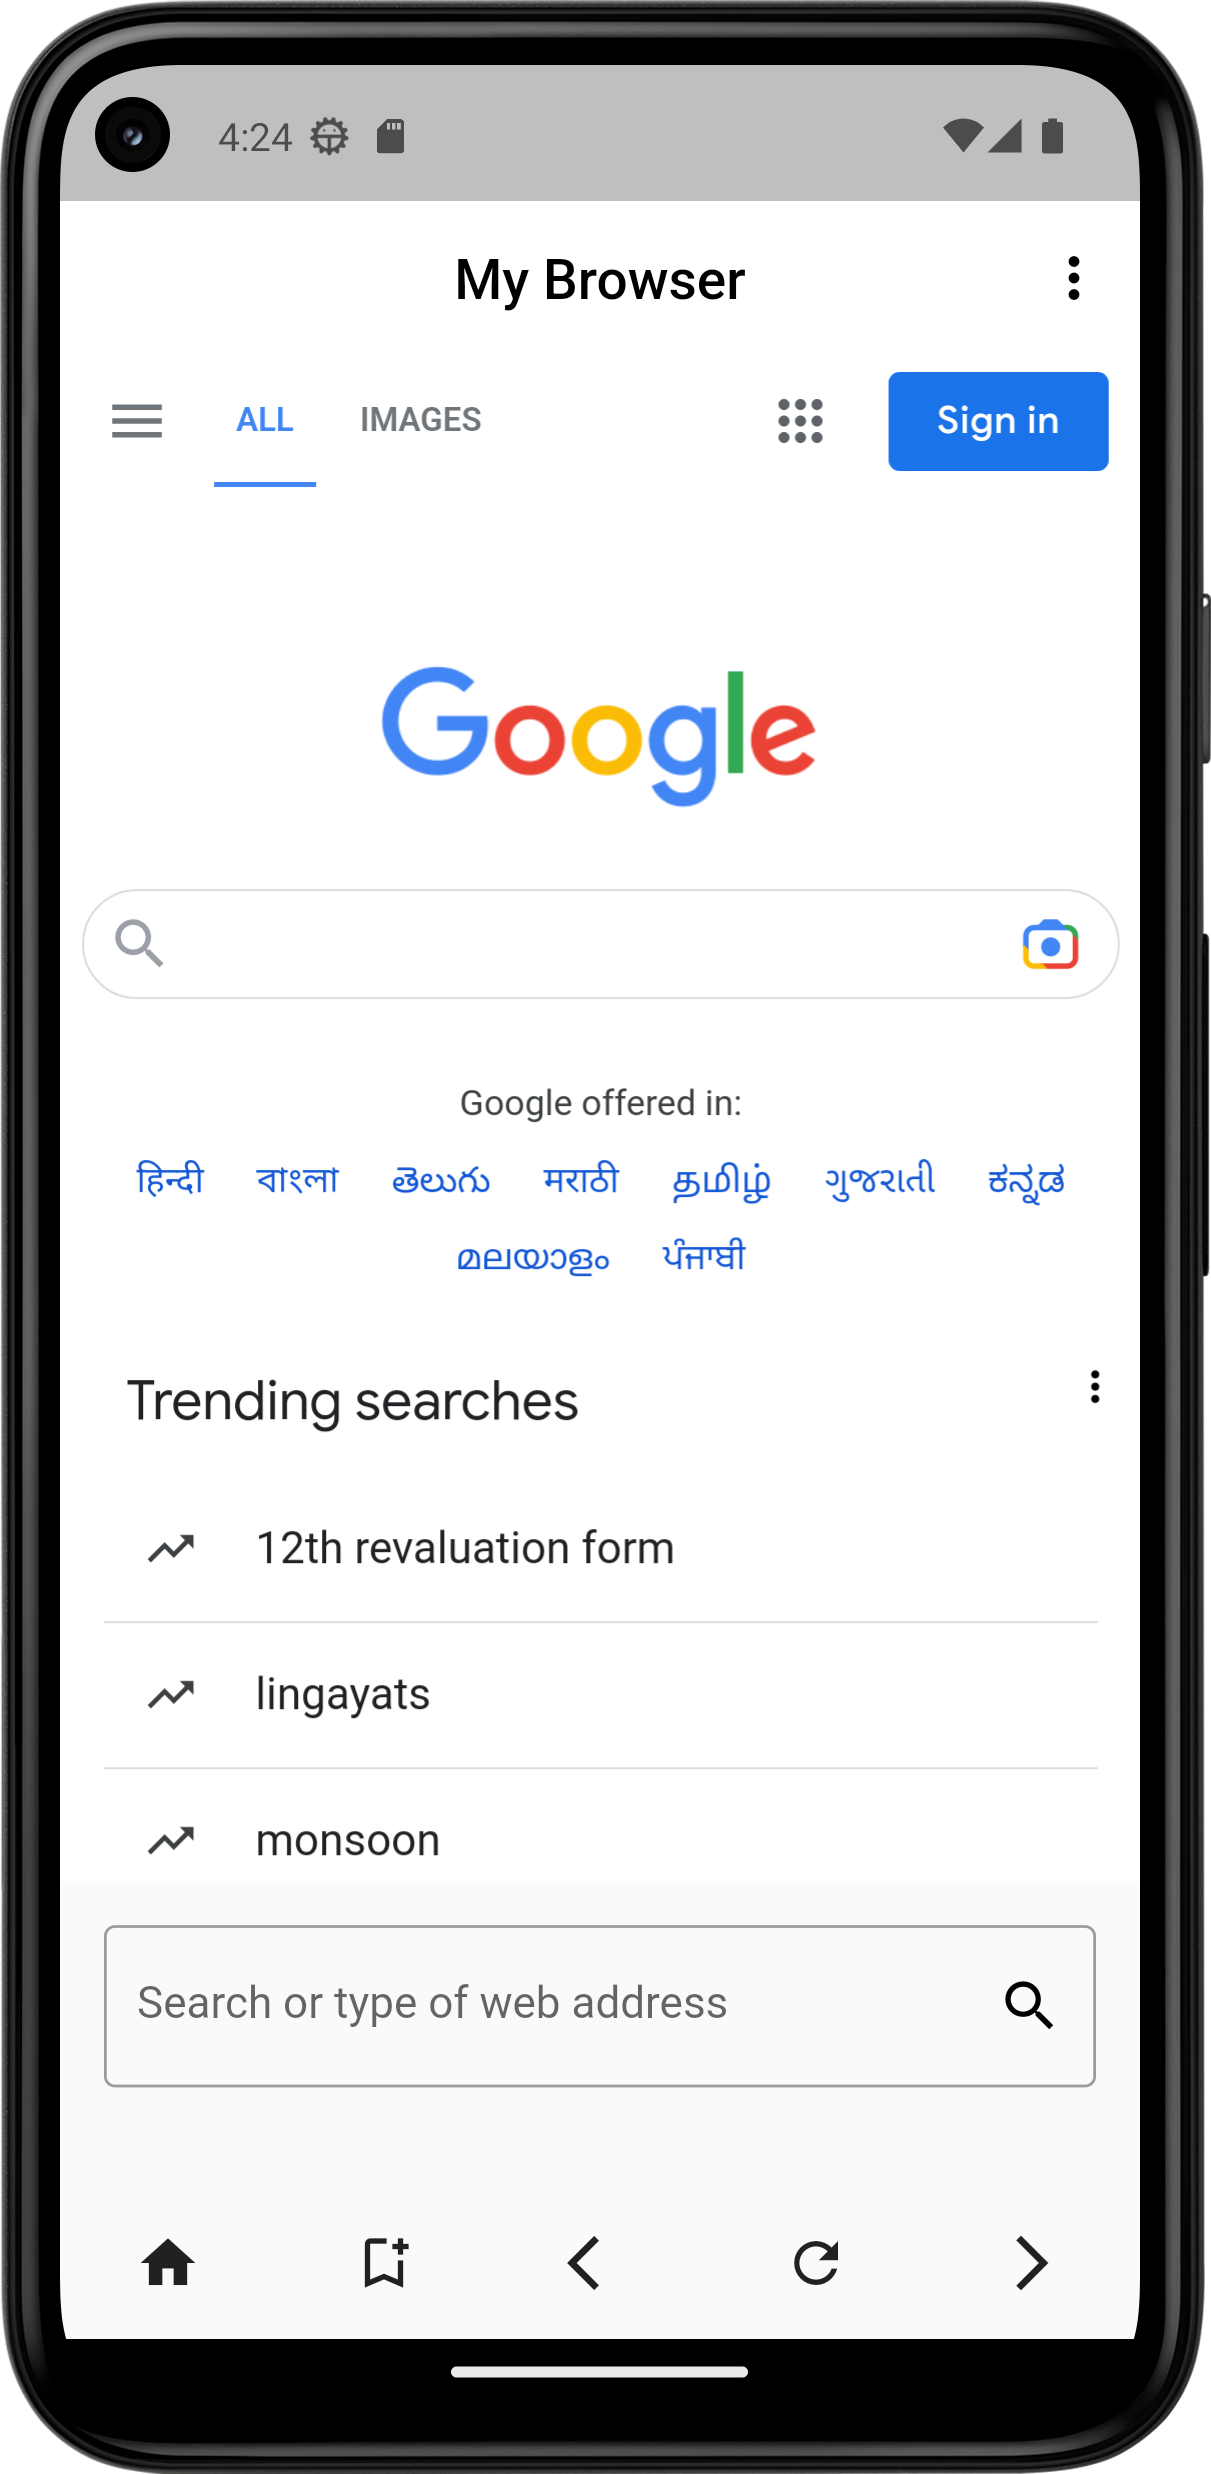 4:24
My Browser
ALL IMAGES Sign in
Google
Google offered in:
हिन्दी বাংলা తెలుగు मराठी தமிழ் ગુજરાતી ಕನ್ನಡ
മലയാളം ਪੰਜਾਬੀ
Trending searches
12th revaluation form
lingayats
monsoon
Search or type of web address